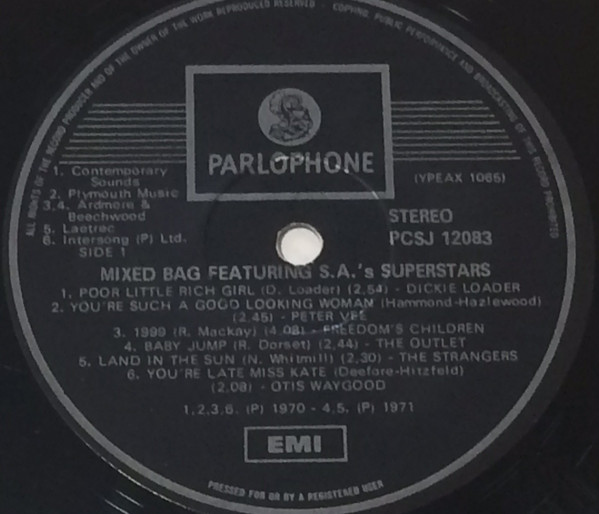 ALL RIGHTS OF THE RECORD PRODUCER AND OF THE OWNER OF THE WORK REPRODUCED RESERVED - COPYING, PUBLIC PERFORMANCE AND BROADCASTING OF THIS RECORD PROHIBITED
PARLOPHONE
1. Contemporary
Sounds
2. Plymouth Music
3,4. Ardmore &
Beechwood
5. Laetrec
6. Intersong (P) Ltd.
SIDE 1
(YPEAX 1065)
STEREO
PCSJ 12083
MIXED BAG FEATURING S.A.'s SUPERSTARS
1. POOR LITTLE RICH GIRL (D. Loader) (2.54) - DICKIE LOADER
2. YOU'RE SUCH A GOOD LOOKING WOMAN (Hammond-Hazlewood)
(2.45) - PETER VEE
3. 1999 (R. Mackay) (4.08) - FREEDOM'S CHILDREN
4. BABY JUMP (R. Dorset) (2.44) - THE OUTLET
5. LAND IN THE SUN (N. Whitmill) (2.30) - THE STRANGERS
6. YOU'RE LATE MISS KATE (Deefore-Hitzfeld)
(2.08) - OTIS WAYGOOD
1,2,3,6. (P) 1970 - 4,5. (P) 1971
EMI
PRESSED FOR OR BY A REGISTERED USER